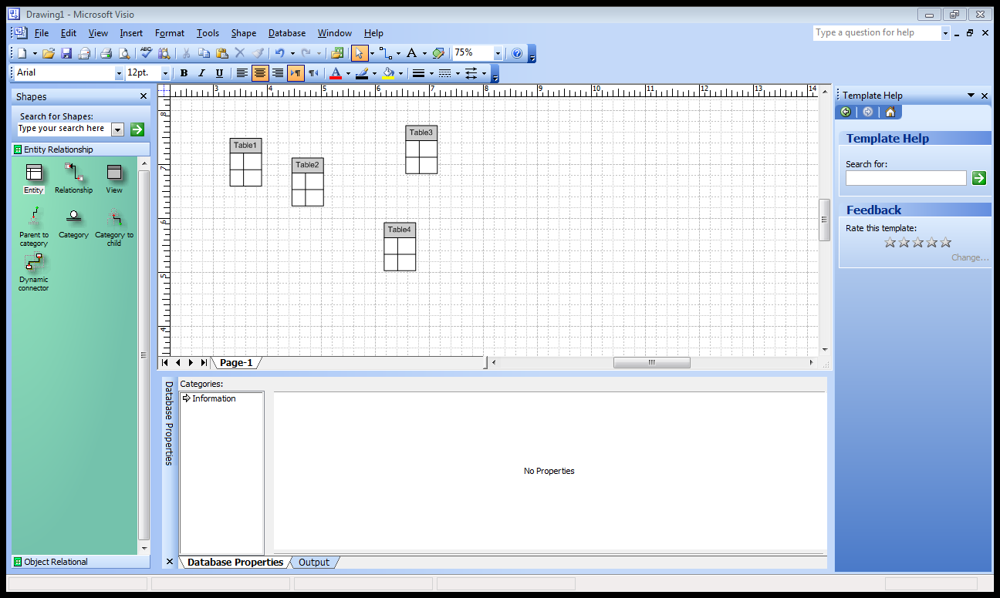 Drawing1 - Microsoft Visio
File Edit View Insert Format Tools Shape Database Window Help
Type a question for help
ABC
75%
Arial 12pt. B I U A
Shapes
Search for Shapes:
Type your search here
Entity Relationship
Entity Relationship View
Parent to category
Category
Category to child
Dynamic connector
Object Relational
3 4 5 6 7 8 9 10 11 12 13 14
8
7
6
5
4
Table1
Table2
Table3
Table4
Page-1
Database Properties
Categories:
Information
No Properties
Database Properties Output
Template Help
Template Help
Search for:
Feedback
Rate this template:
Change...